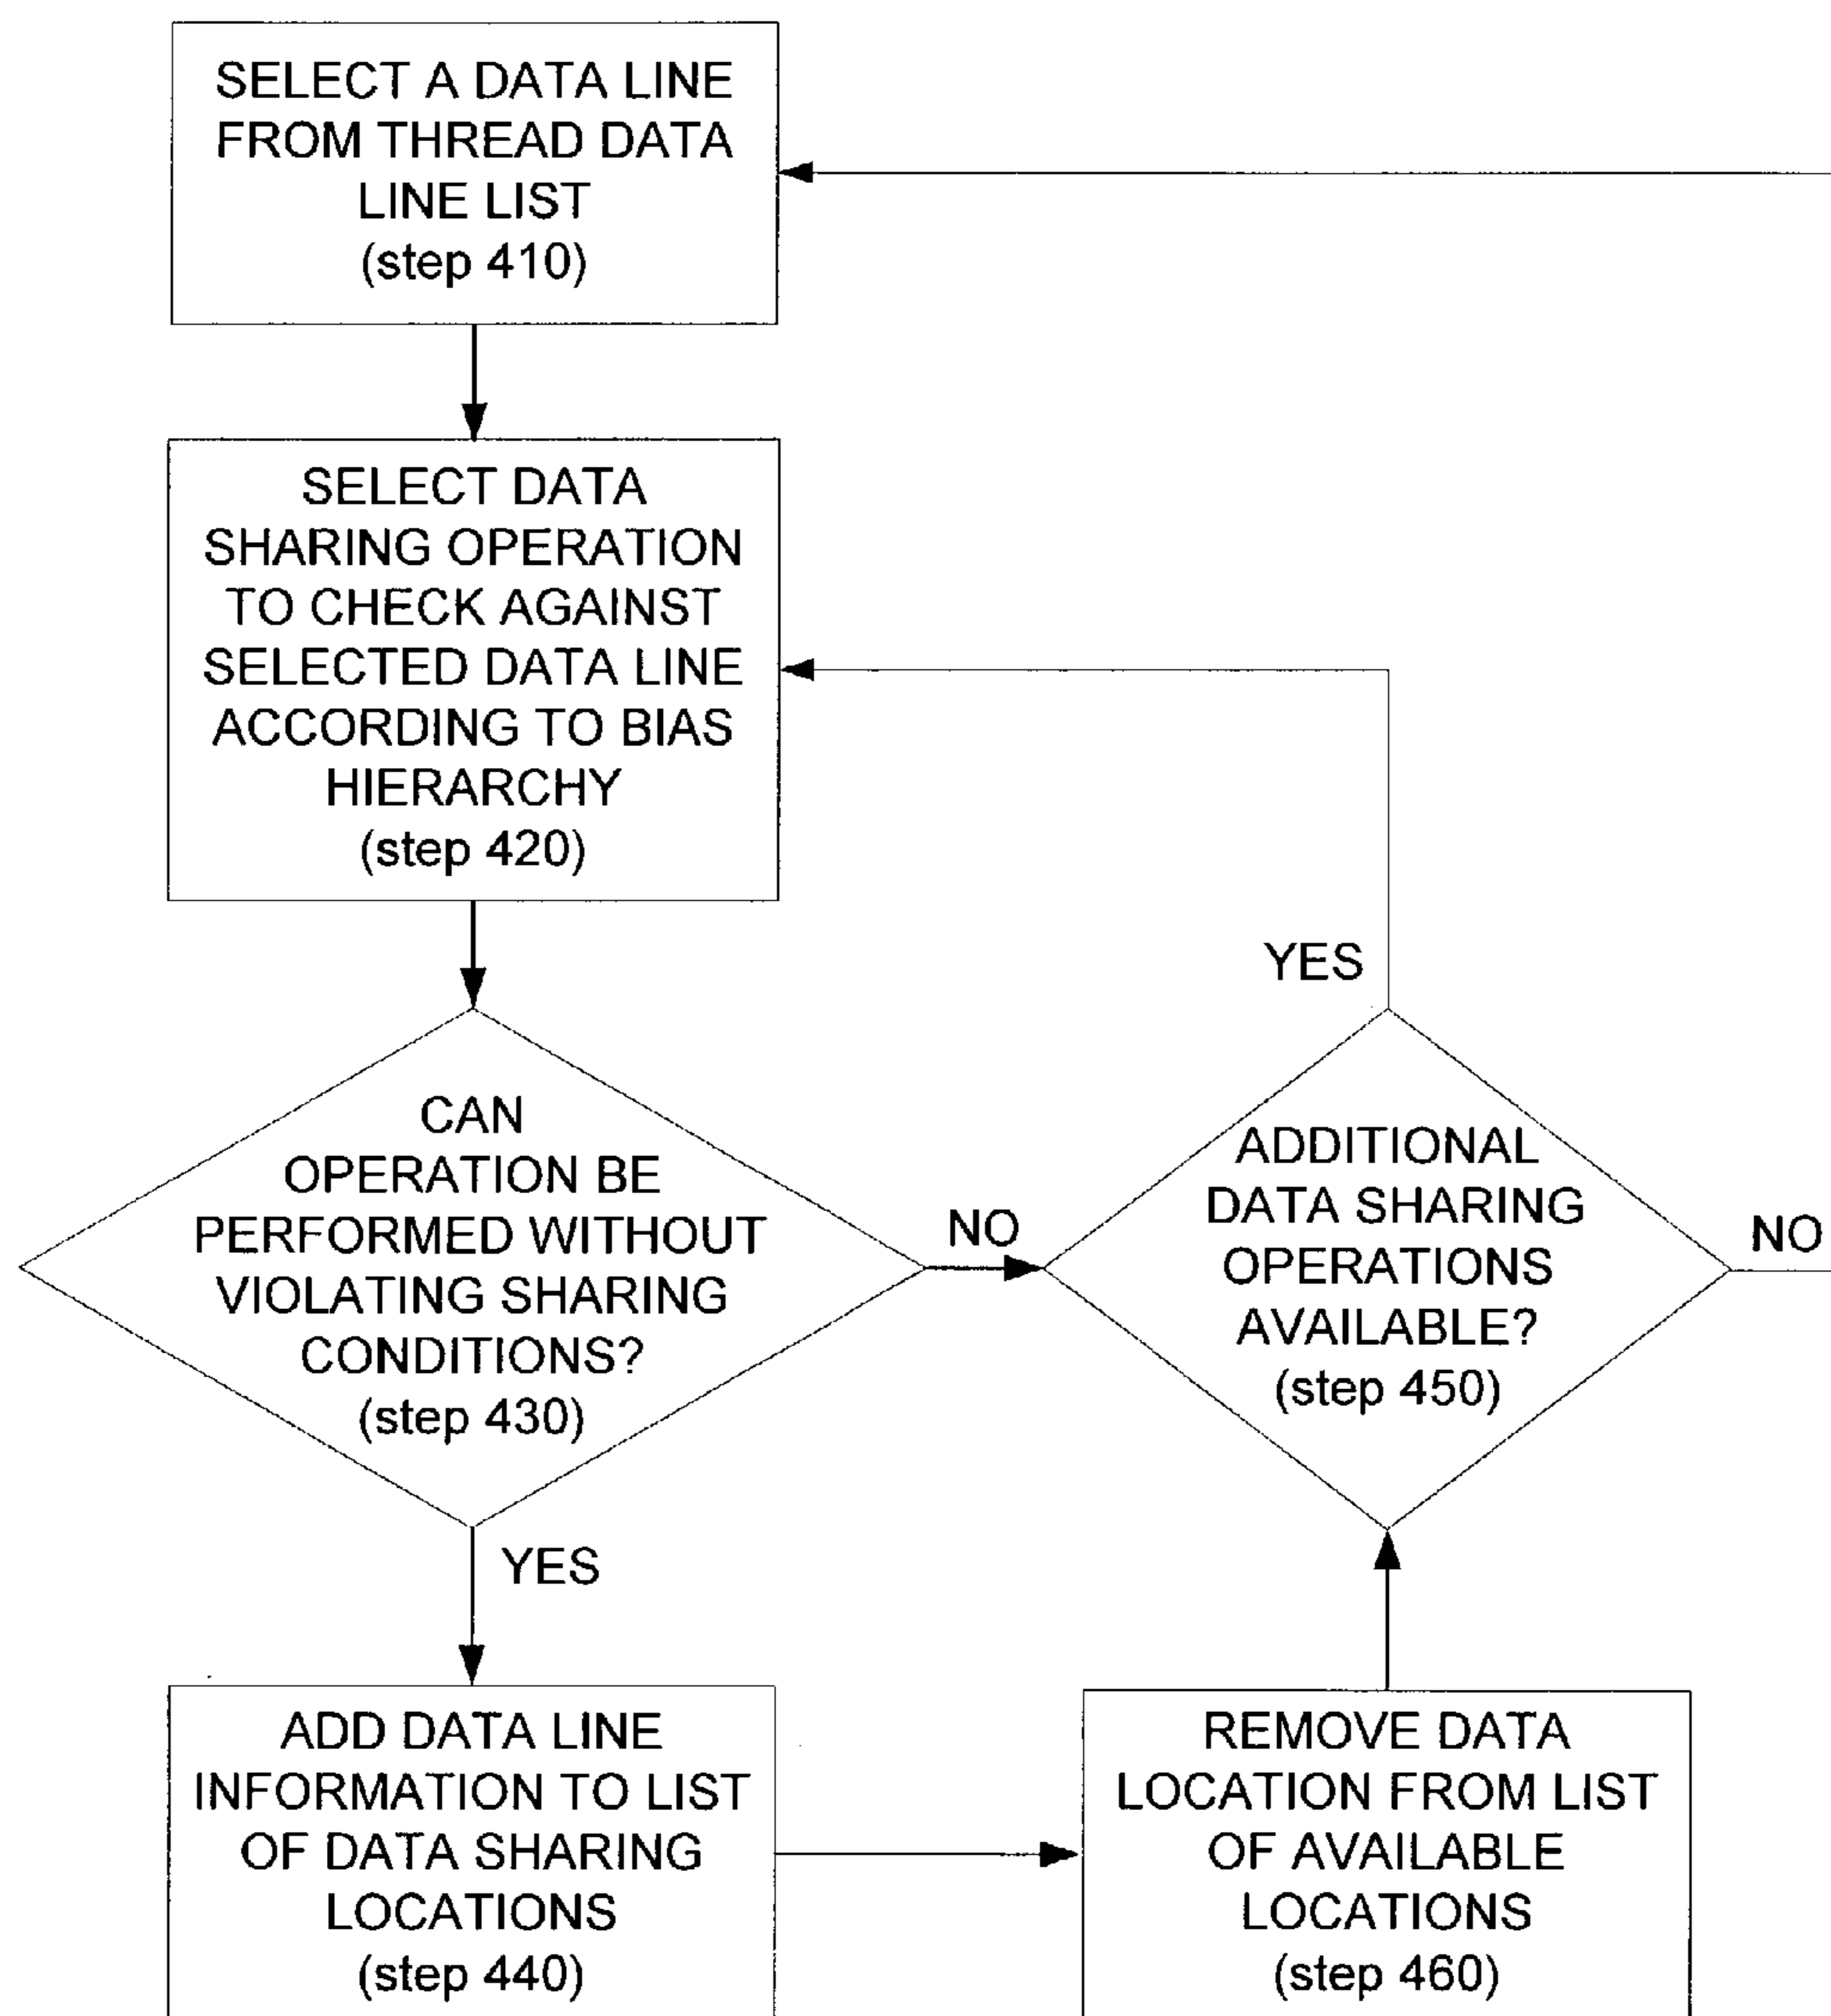 SELECT A DATA LINE
FROM THREAD DATA
LINE LIST
(step 410)
SELECT DATA
SHARING OPERATION
TO CHECK AGAINST
SELECTED DATA LINE
ACCORDING TO BIAS
HIERARCHY
(step 420)
CAN
OPERATION BE
PERFORMED WITHOUT
VIOLATING SHARING
CONDITIONS?
(step 430)
NO
YES
YES
ADDITIONAL
DATA SHARING
OPERATIONS
AVAILABLE?
(step 450)
NO
ADD DATA LINE
INFORMATION TO LIST
OF DATA SHARING
LOCATIONS
(step 440)
REMOVE DATA
LOCATION FROM LIST
OF AVAILABLE
LOCATIONS
(step 460)